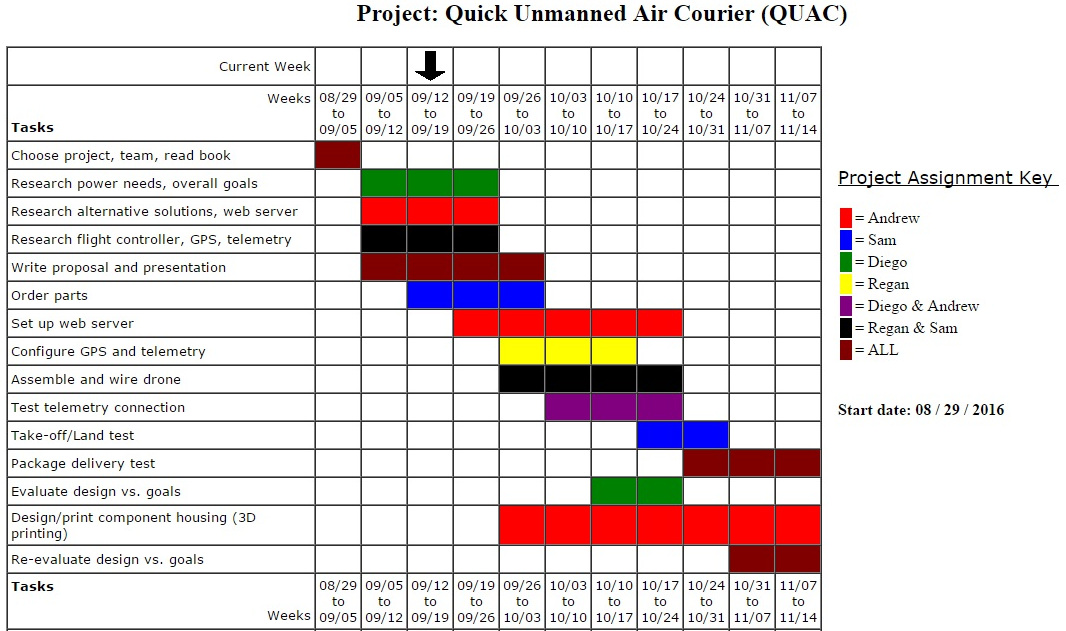 Project: Quick Unmanned Air Courier (QUAC)
Current Week
Weeks
Tasks
08/29 to 09/05
09/05 to 09/12
09/12 to 09/19
09/19 to 09/26
09/26 to 10/03
10/03 to 10/10
10/10 to 10/17
10/17 to 10/24
10/24 to 10/31
10/31 to 11/07
11/07 to 11/14
Choose project, team, read book
Research power needs, overall goals
Research alternative solutions, web server
Research flight controller, GPS, telemetry
Write proposal and presentation
Order parts
Set up web server
Configure GPS and telemetry
Assemble and wire drone
Test telemetry connection
Take-off/Land test
Package delivery test
Evaluate design vs. goals
Design/print component housing (3D
printing)
Re-evaluate design vs. goals
Tasks
Weeks
08/29 to 09/05
09/05 to 09/12
09/12 to 09/19
09/19 to 09/26
09/26 to 10/03
10/03 to 10/10
10/10 to 10/17
10/17 to 10/24
10/24 to 10/31
10/31 to 11/07
11/07 to 11/14
Project Assignment Key
= Andrew
= Sam
= Diego
= Regan
= Diego & Andrew
= Regan & Sam
= ALL
Start date: 08 / 29 / 2016